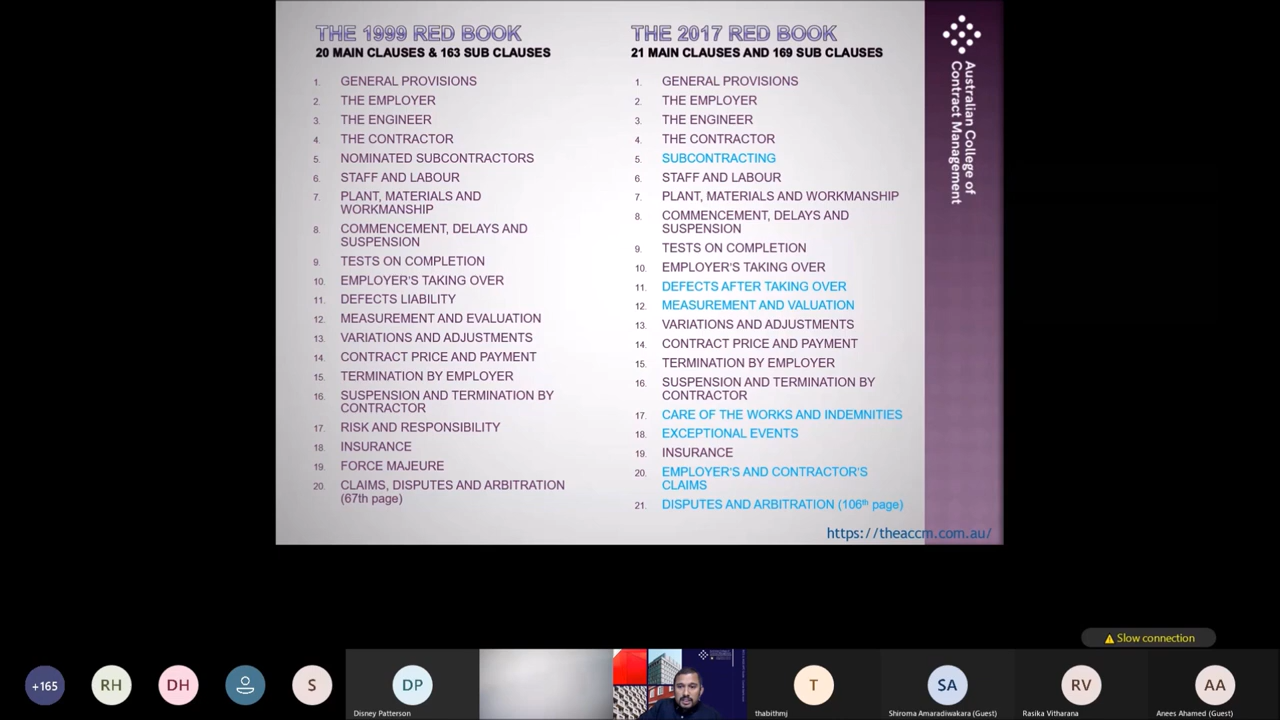 THE 1999 RED BOOK
20 MAIN CLAUSES & 163 SUB CLAUSES
1. GENERAL PROVISIONS
2. THE EMPLOYER
3. THE ENGINEER
4. THE CONTRACTOR
5. NOMINATED SUBCONTRACTORS
6. STAFF AND LABOUR
7. PLANT, MATERIALS AND
WORKMANSHIP
8. COMMENCEMENT, DELAYS AND
SUSPENSION
9. TESTS ON COMPLETION
10. EMPLOYER'S TAKING OVER
11. DEFECTS LIABILITY
12. MEASUREMENT AND EVALUATION
13. VARIATIONS AND ADJUSTMENTS
14. CONTRACT PRICE AND PAYMENT
15. TERMINATION BY EMPLOYER
16. SUSPENSION AND TERMINATION BY
CONTRACTOR
17. RISK AND RESPONSIBILITY
18. INSURANCE
19. FORCE MAJEURE
20. CLAIMS, DISPUTES AND ARBITRATION
(67th page)
THE 2017 RED BOOK
21 MAIN CLAUSES AND 169 SUB CLAUSES
1. GENERAL PROVISIONS
2. THE EMPLOYER
3. THE ENGINEER
4. THE CONTRACTOR
5. SUBCONTRACTING
6. STAFF AND LABOUR
7. PLANT, MATERIALS AND WORKMANSHIP
8. COMMENCEMENT, DELAYS AND
SUSPENSION
9. TESTS ON COMPLETION
10. EMPLOYER'S TAKING OVER
11. DEFECTS AFTER TAKING OVER
12. MEASUREMENT AND VALUATION
13. VARIATIONS AND ADJUSTMENTS
14. CONTRACT PRICE AND PAYMENT
15. TERMINATION BY EMPLOYER
16. SUSPENSION AND TERMINATION BY
CONTRACTOR
17. CARE OF THE WORKS AND INDEMNITIES
18. EXCEPTIONAL EVENTS
19. INSURANCE
20. EMPLOYER'S AND CONTRACTOR'S
CLAIMS
21. DISPUTES AND ARBITRATION (106th page)
Australian College of
Contract Management
https://theaccm.com.au/
Slow connection
+165
RH
DH
S
DP
Disney Patterson
T
thabithmj
SA
Shiroma Amaradiwakara (Guest)
RV
Rasika Vitharana
AA
Anees Ahamed (Guest)